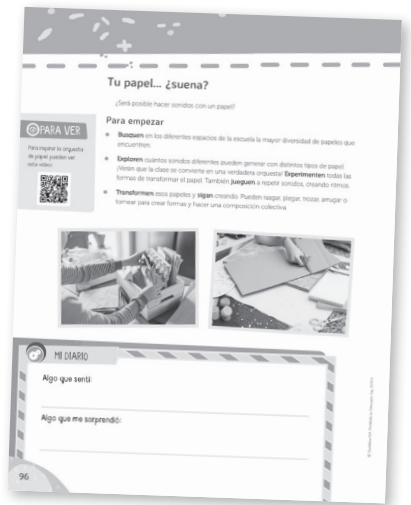 Tu papel... ¿suena?
¿Será posible hacer sonidos con un papel?
Para empezar
PARA VER
Para inspirar la orquesta
de papel pueden ver
este video:
Busquen en los diferentes espacios de la escuela la mayor diversidad de papeles que
encuentren.
Exploren cuántos sonidos diferentes pueden generar con distintos tipos de papel.
¡Verán que la clase se convierte en una verdadera orquesta! Experimenten todas las
formas de transformar el papel. También jueguen a repetir sonidos, creando ritmos.
Transformen esos papeles y sigan creando. Pueden rasgar, plegar, trozar, arrugar o
tornear para crear formas y hacer una composición colectiva.
MI DIARIO
Algo que sentí:
Algo que me sorprendió:
96